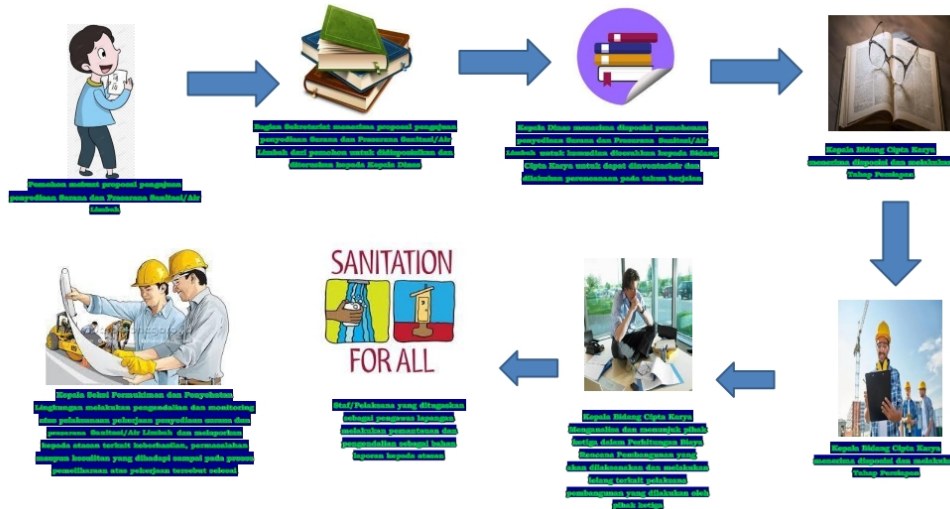 Pemohon mebuat proposal pengajuan
penyediaan Sarana dan Prasarana Sanitasi/Air
Limbah
Bagian Sekretariat menerima proposal pengajuan
penyediaan Sarana dan Prasarana Sanitasi/Air
Limbah dari pemohon untuk didisposisikan dan
diteruskan kepada Kepala Dinas
Kepala Dinas menerima disposisi permohonan
penyediaan Sarana dan Prasarana Sanitasi/Air
Limbah untuk kemudian diserahkan kepada Bidang
Cipta Karya untuk dapat diinventarisir dan
dilakukan perencanaan pada tahun berjalan
Kepala Bidang Cipta Karya
menerima disposisi dan melakukan
Tahap Persiapan
Kepala Bidang Cipta Karya
menerima disposisi dan melakukan
Tahap Persiapan
Kepala Bidang Cipta Karya
Menganalisa dan menunjuk pihak
ketiga dalam Perhitungan Biaya
Rencana Pembangunan yang
akan dilaksanakan dan melakukan
lelang terkait pelaksana
pembangunan yang dilakukan oleh
pihak ketiga
SANITATION
FOR ALL
Staf/Pelaksana yang ditugaskan
sebagai pengawas lapangan
melakukan pemantauan dan
pengendalian sebagai bahan
laporan kepada atasan
Kepala Seksi Permukiman dan Penyehatan
Lingkungan melakukan pengendalian dan monitoring
atas pelaksanaan pekerjaan penyediaan sarana dan
prasarana Sanitasi/Air Limbah dan melaporkan
kepada atasan terkait keberhasilan, permasalahan
maupun kesulitan yang dihadapi sampai pada proses
pemeliharaan atas pekerjaan tersebut selesai